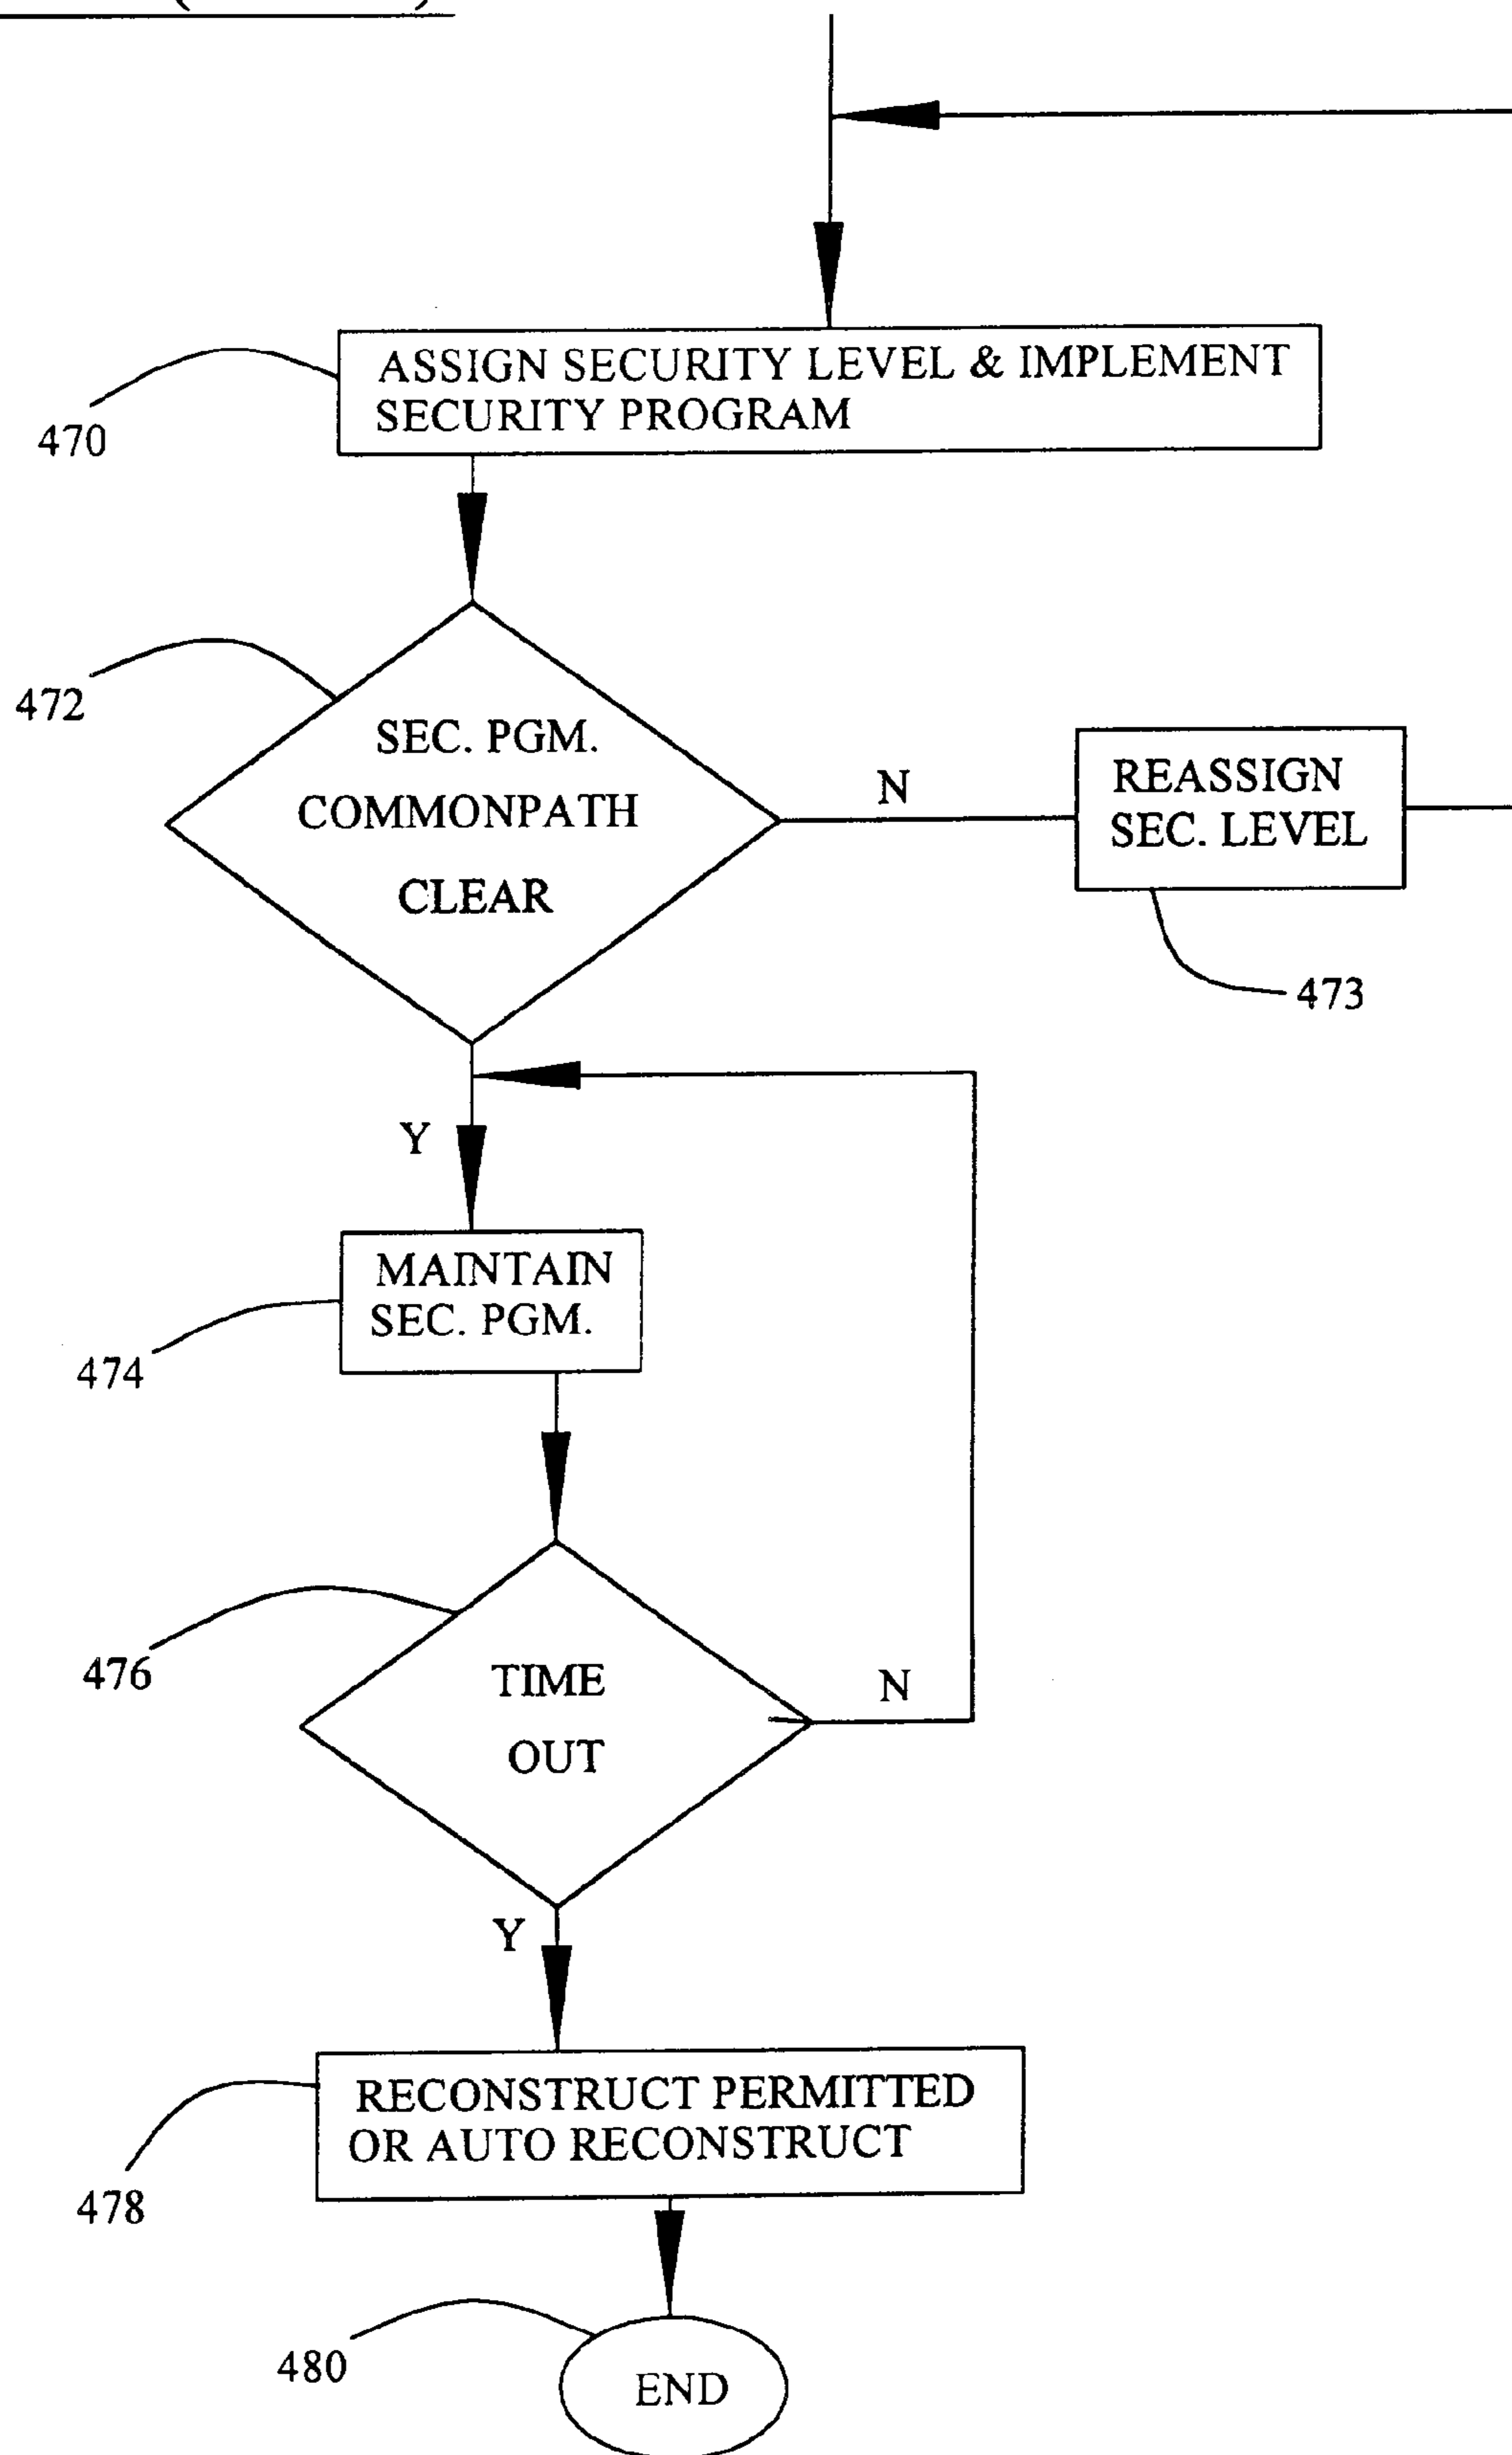 ASSIGN SECURITY LEVEL & IMPLEMENT
SECURITY PROGRAM
470
472
SEC. PGM.
COMMONPATH
CLEAR
N
REASSIGN
SEC. LEVEL
473
Y
MAINTAIN
SEC. PGM.
474
476
TIME
OUT
N
Y
RECONSTRUCT PERMITTED
OR AUTO RECONSTRUCT
478
480
END